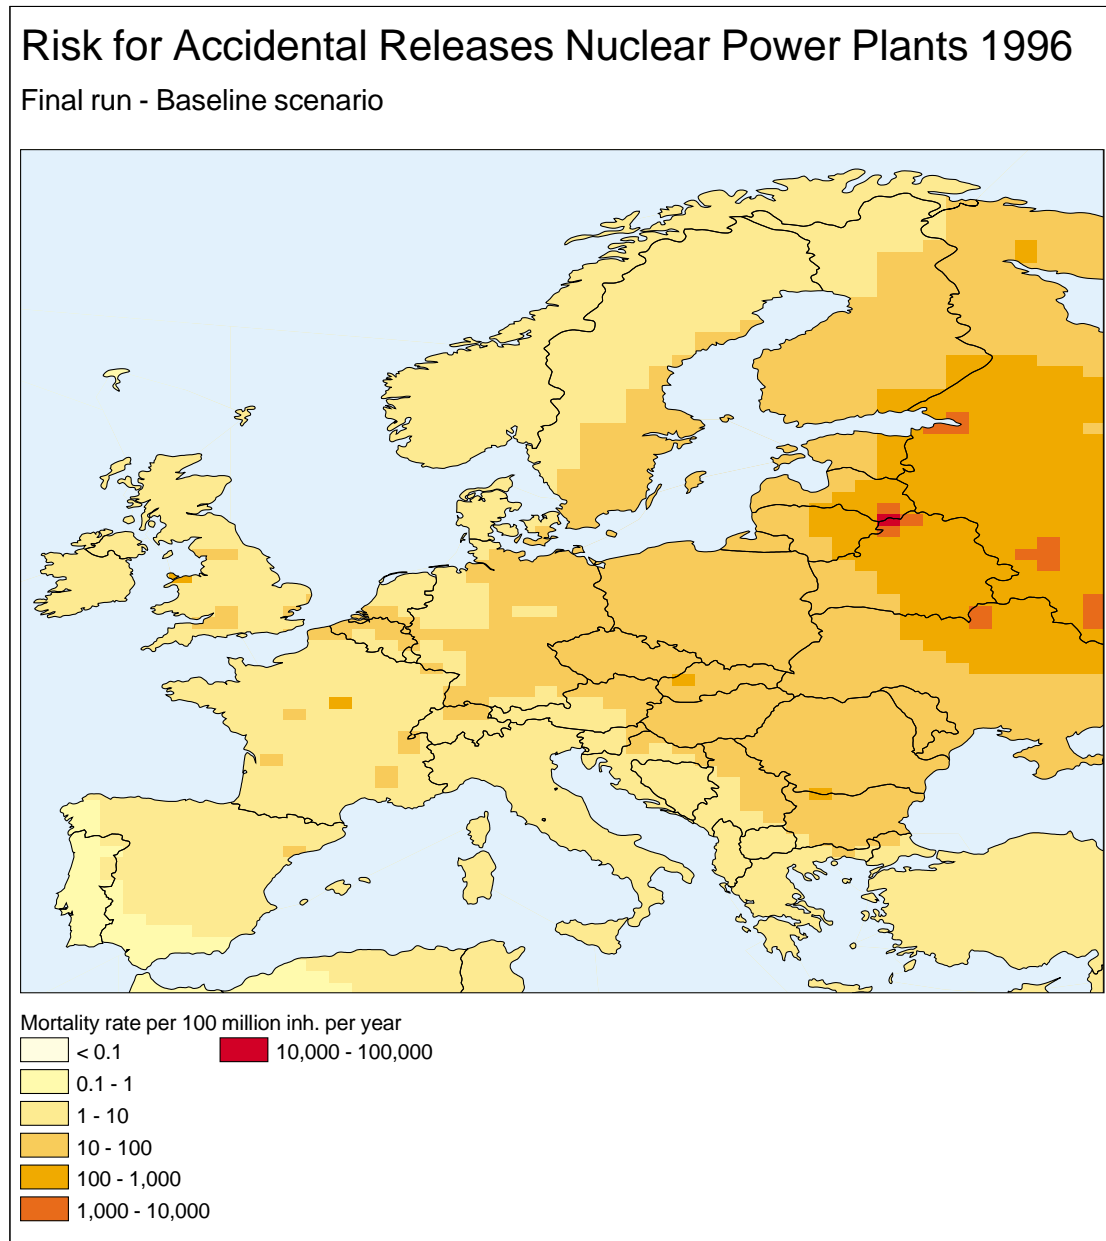 Risk for Accidental Releases Nuclear Power Plants 1996
Final run - Baseline scenario
Mortality rate per 100 million inh. per year
< 0.1
0.1 - 1
1 - 10
10 - 100
100 - 1,000
1,000 - 10,000
10,000 - 100,000